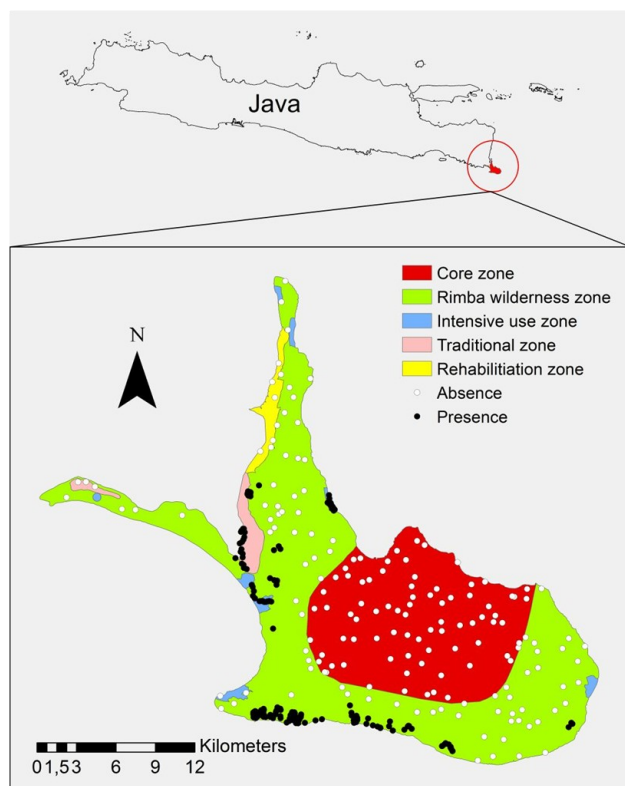 Java
Core zone
Rimba wilderness zone
Intensive use zone
Traditional zone
Rehabilitiation zone
Absence
Presence
N
Kilometers
0 1,5 3 6 9 12